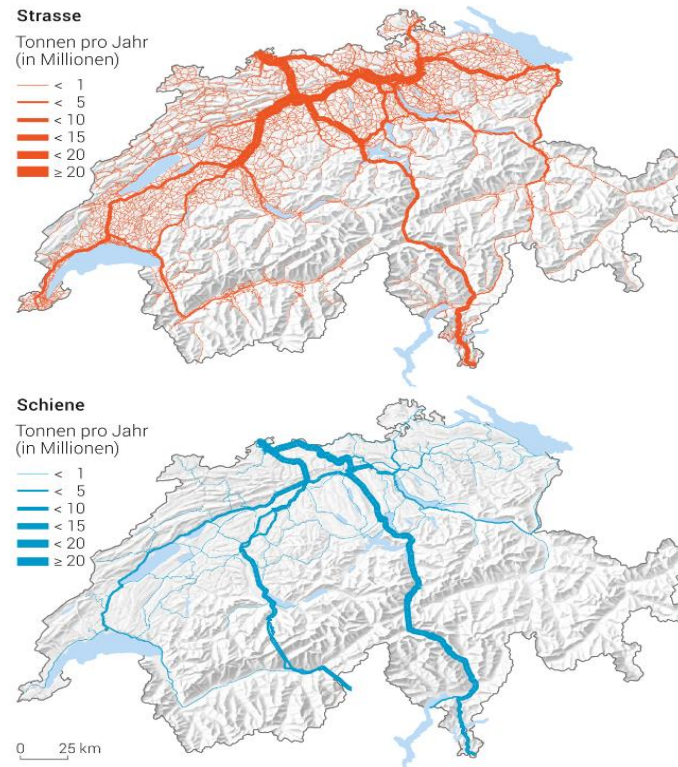 Strasse
Tonnen pro Jahr
(in Millionen)
< 1
< 5
< 10
< 15
< 20
≥ 20
Schiene
Tonnen pro Jahr
(in Millionen)
< 1
< 5
< 10
< 15
< 20
≥ 20
0 25 km